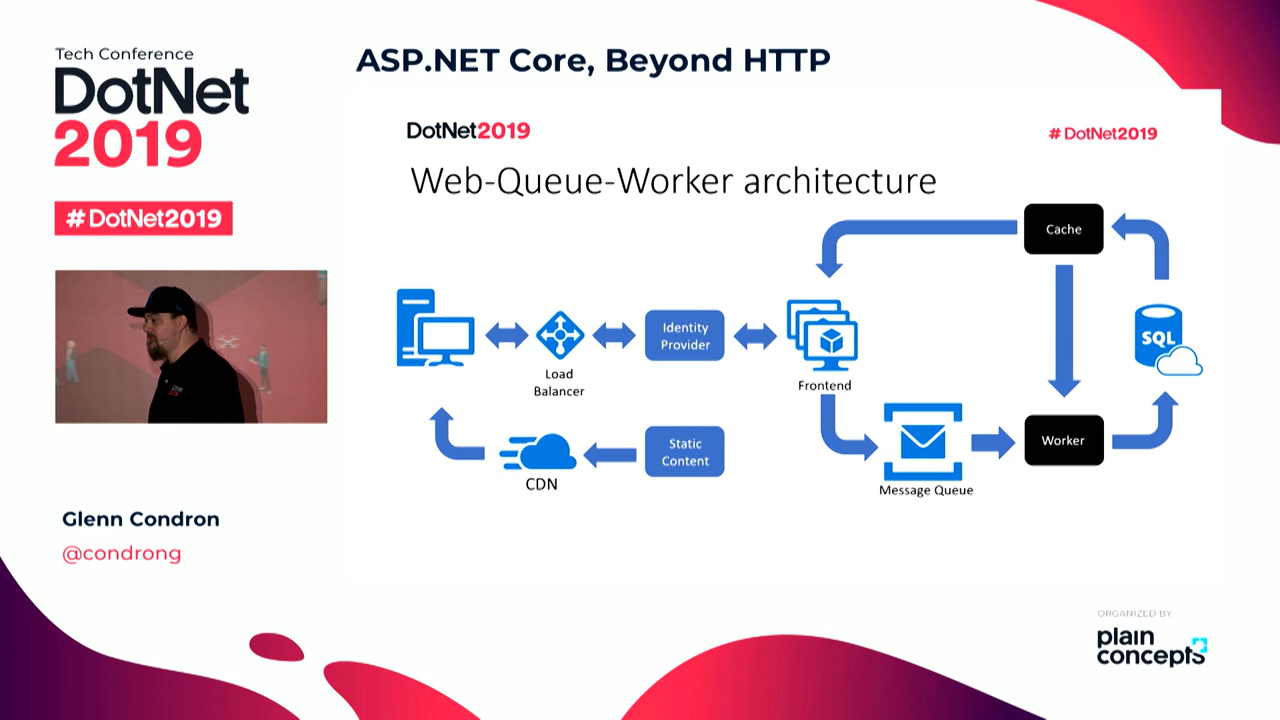 Tech Conference
DotNet
2019
#DotNet2019
Glenn Condron
@condrong
ASP.NET Core, Beyond HTTP
DotNet2019
#DotNet2019
Web-Queue-Worker architecture
Cache
Identity
Provider
SQL
Load
Balancer
Frontend
Static
Content
Worker
CDN
Message Queue
ORGANIZED BY
plain
concepts